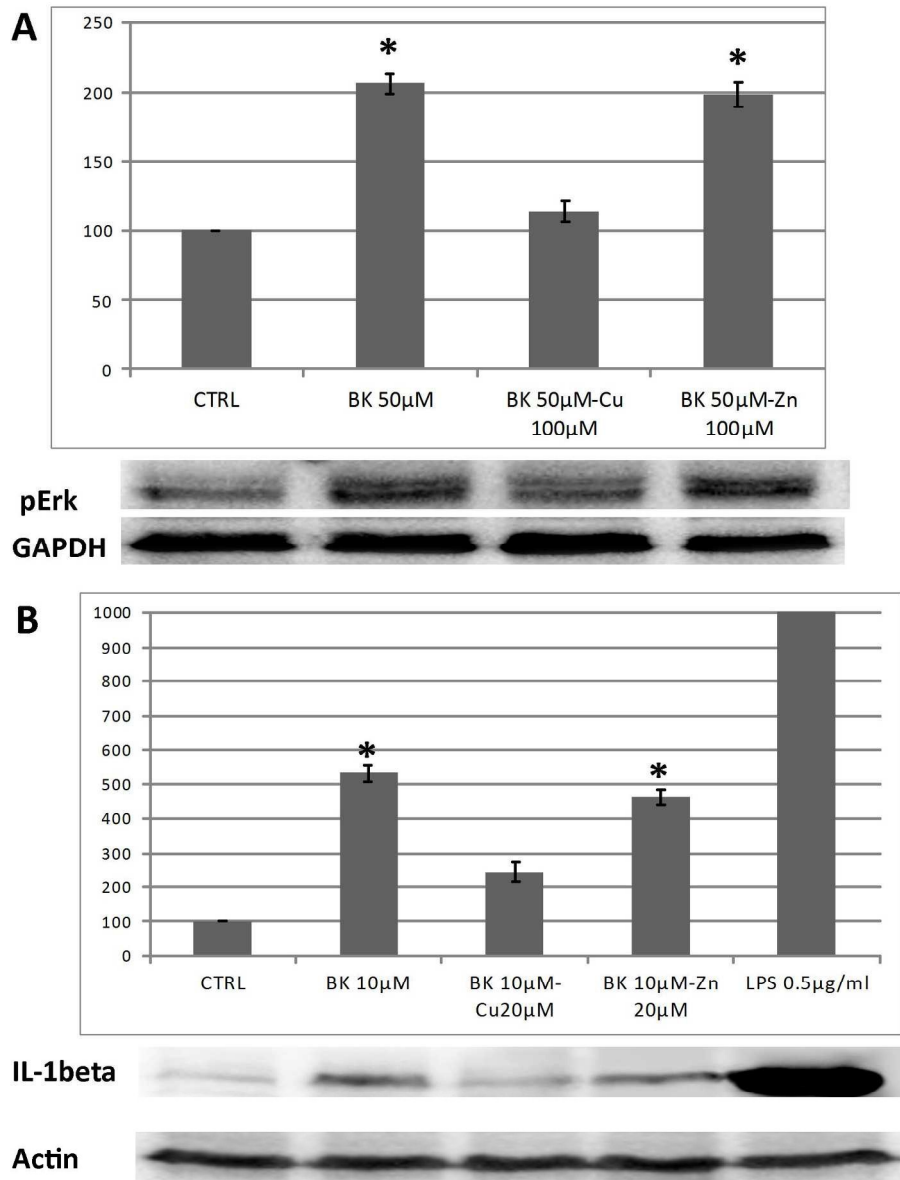 A
250
200
150
100
50
0
*
*
CTRL
BK 50µM
BK 50µM-Cu
100µM
BK 50µM-Zn
100µM
pErk
GAPDH
B
1000
900
800
700
600
500
400
300
200
100
0
*
*
CTRL
BK 10µM
BK 10µM-
Cu20µM
BK 10µM-Zn
20µM
LPS 0.5µg/ml
IL-1beta
Actin